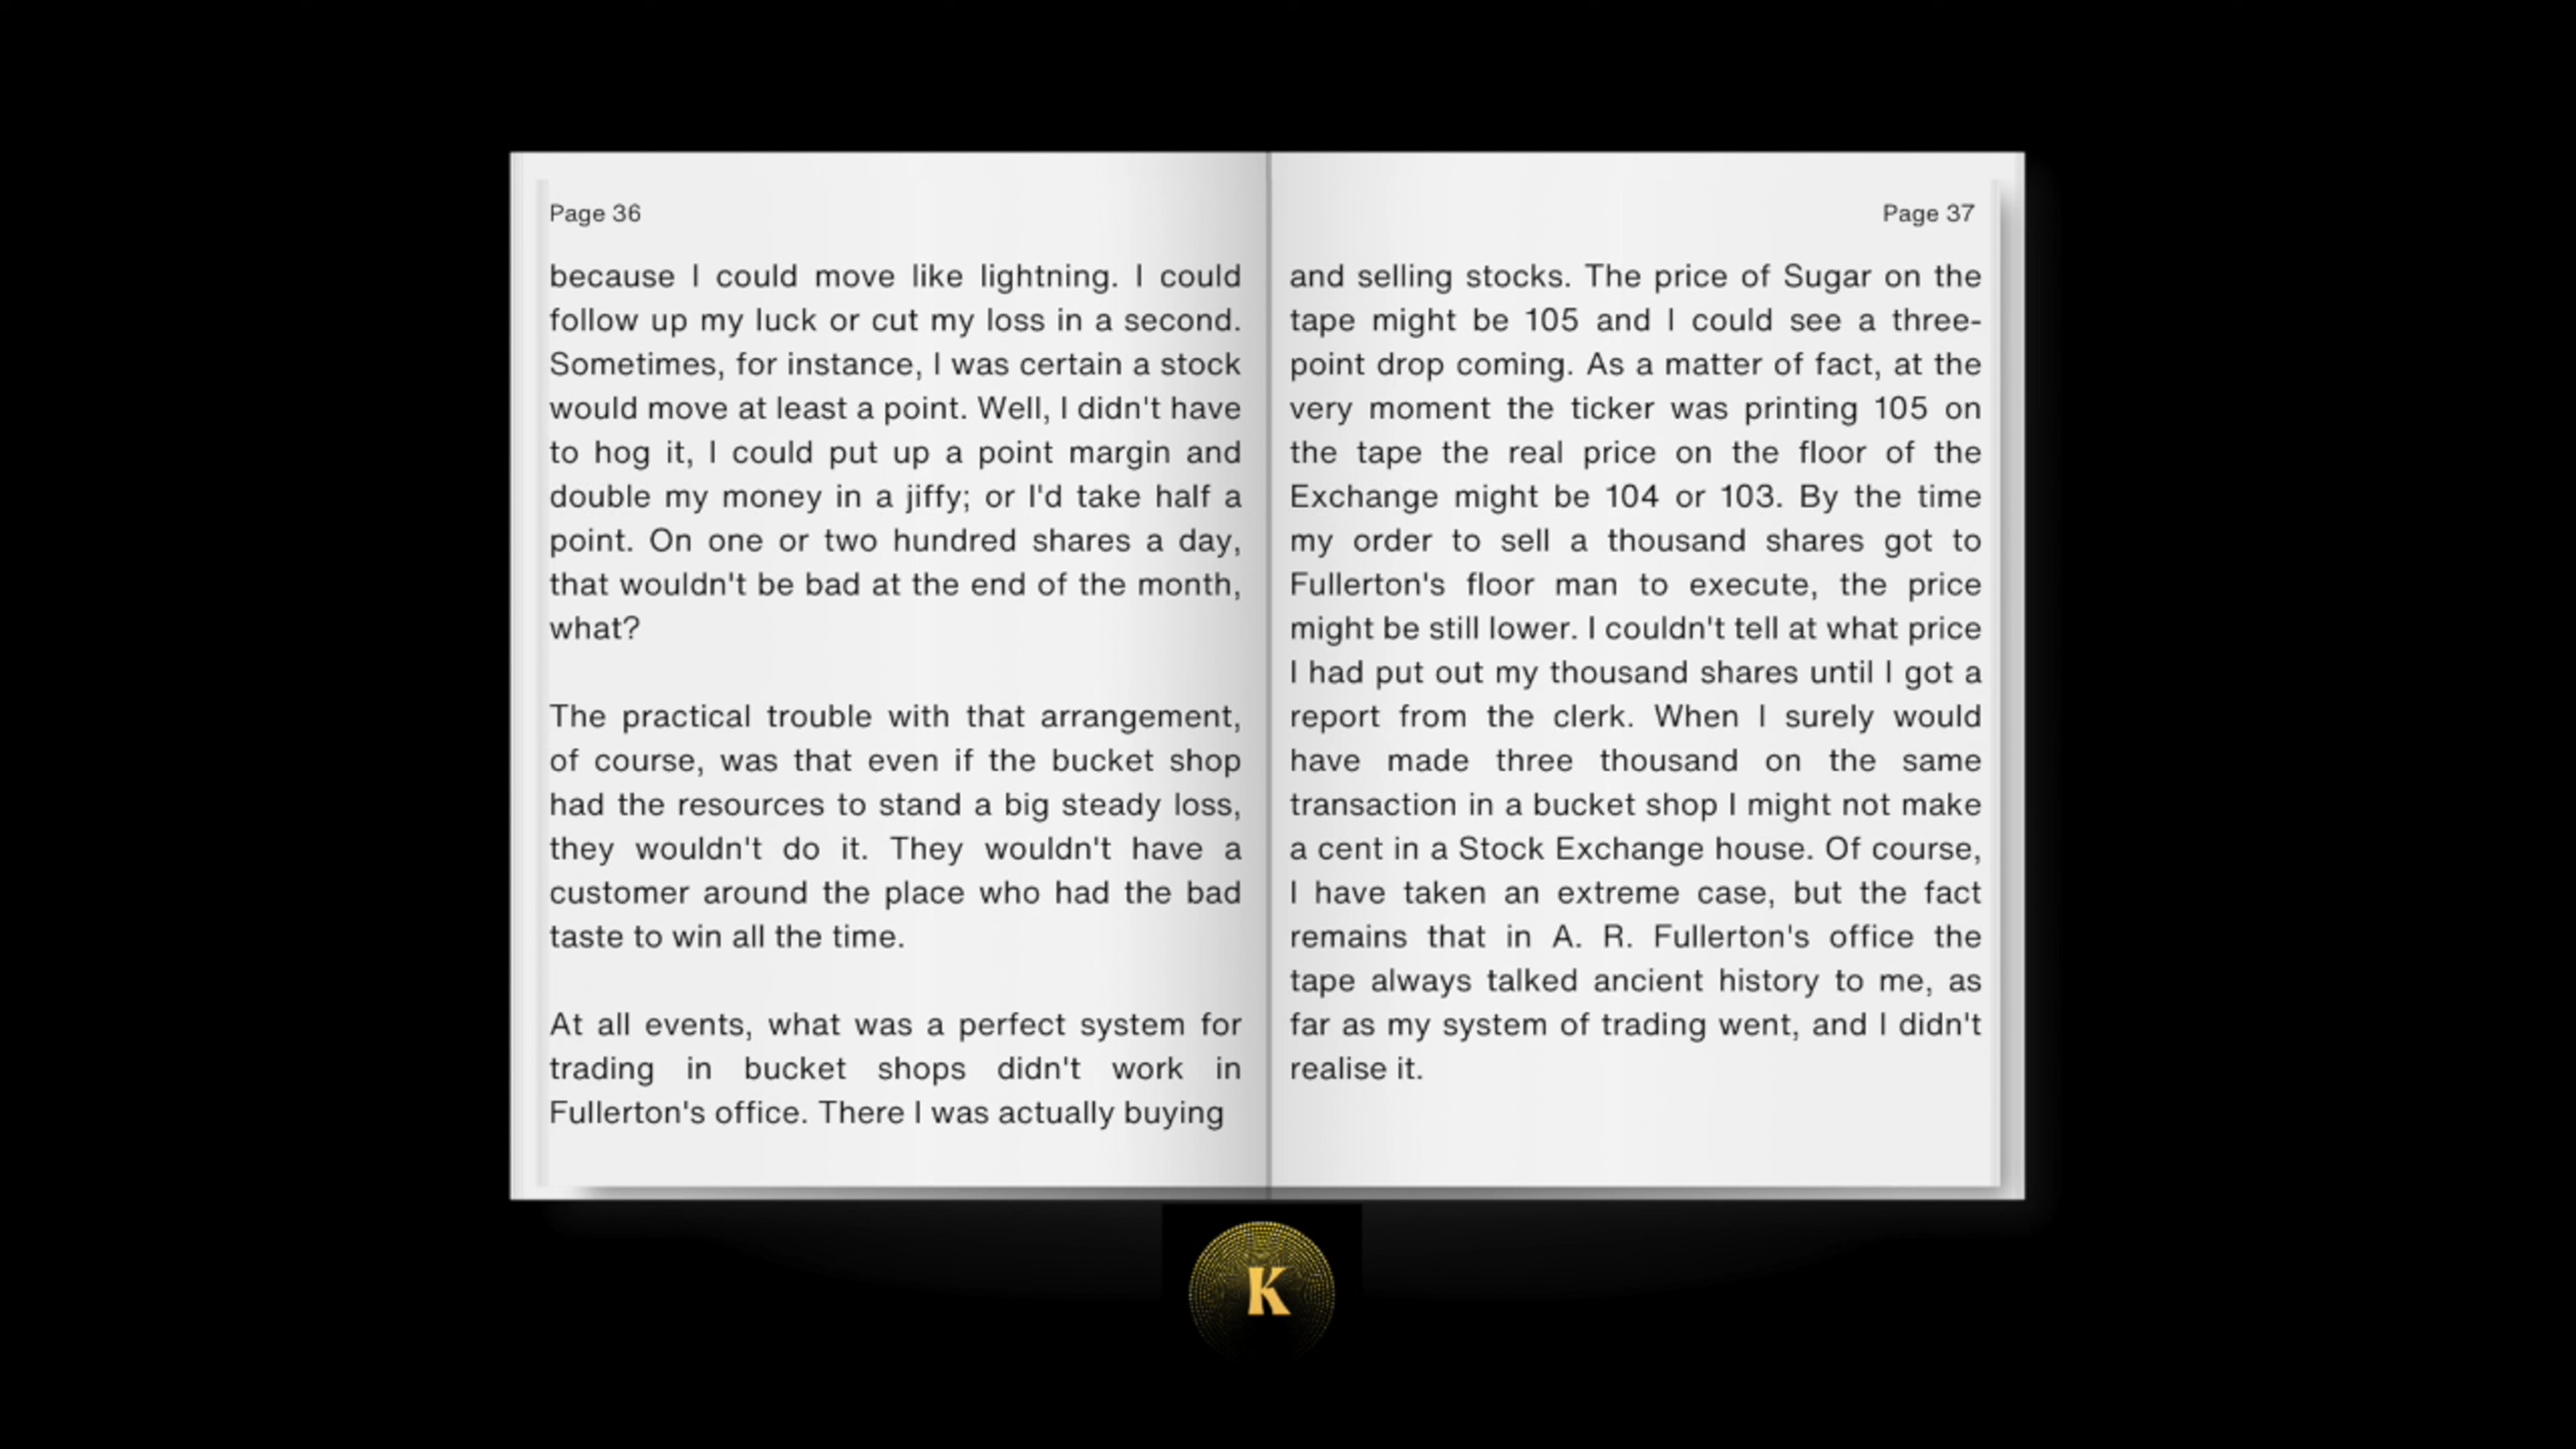 Page 36
because I could move like lightning. I could
follow up my luck or cut my loss in a second.
Sometimes, for instance, I was certain a stock
would move at least a point. Well, I didn't have
to hog it, I could put up a point margin and
double my money in a jiffy; or I'd take half a
point. On one or two hundred shares a day,
that wouldn't be bad at the end of the month,
what?
The practical trouble with that arrangement,
of course, was that even if the bucket shop
had the resources to stand a big steady loss,
they wouldn't do it. They wouldn't have a
customer around the place who had the bad
taste to win all the time.
At all events, what was a perfect system for
trading in bucket shops didn't work in
Fullerton's office. There I was actually buying
Page 37
and selling stocks. The price of Sugar on the
tape might be 105 and I could see a three-
point drop coming. As a matter of fact, at the
very moment the ticker was printing 105 on
the tape the real price on the floor of the
Exchange might be 104 or 103. By the time
my order to sell a thousand shares got to
Fullerton's floor man to execute, the price
might be still lower. I couldn't tell at what price
I had put out my thousand shares until I got a
report from the clerk. When I surely would
have made three thousand on the same
transaction in a bucket shop I might not make
a cent in a Stock Exchange house. Of course,
I have taken an extreme case, but the fact
remains that in A. R. Fullerton's office the
tape always talked ancient history to me, as
far as my system of trading went, and I didn't
realise it.
K